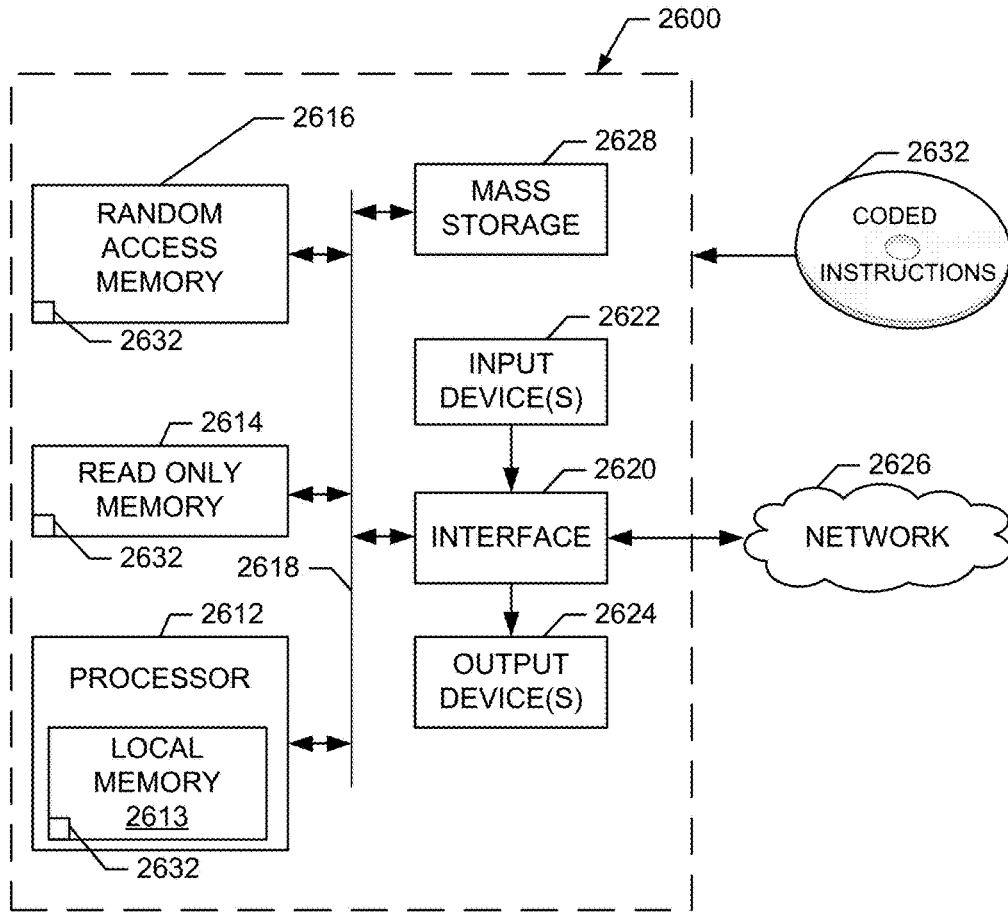 2600
2616
RANDOM
ACCESS
MEMORY
2632
2628
MASS
STORAGE
2632
CODED
INSTRUCTIONS
2622
INPUT
DEVICE(S)
2614
READ ONLY
MEMORY
2632
2618
2620
INTERFACE
2626
NETWORK
2612
PROCESSOR
LOCAL
MEMORY
2613
2632
2624
OUTPUT
DEVICE(S)